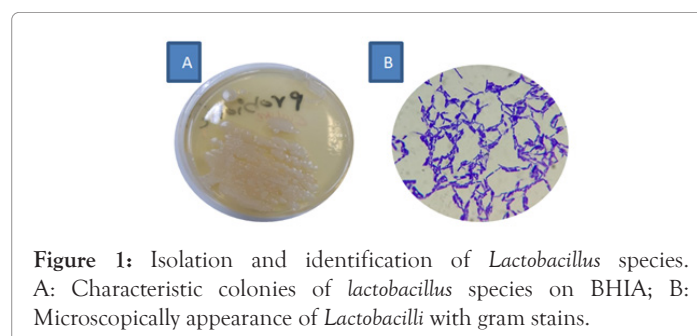 A
B
Figure 1: Isolation and identification of Lactobacillus species.
A: Characteristic colonies of lactobacillus species on BHIA; B:
Microscopically appearance of Lactobacilli with gram stains.